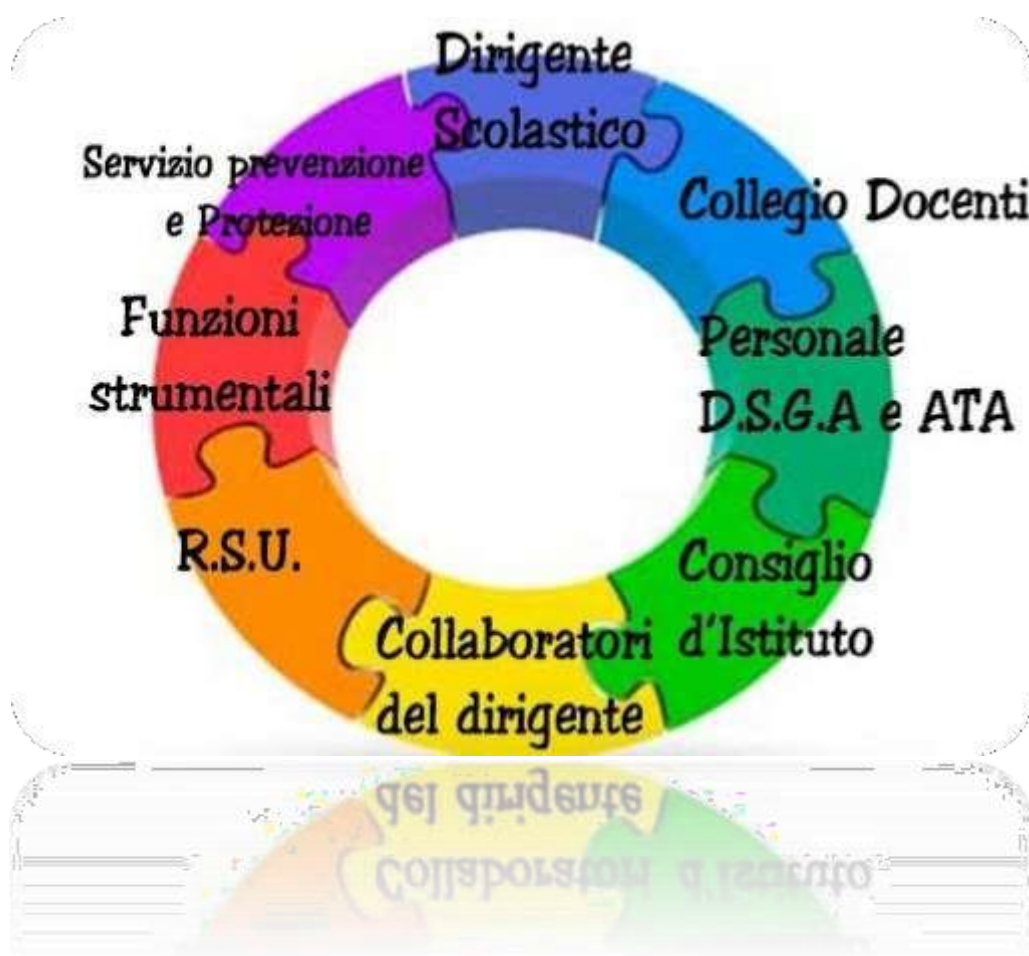 Dirigente
Scolastico
Collegio Docenti
Personale
D.S.G.A e ATA
Consiglio
d'Istituto
Collaboratori
del dirigente
R.S.U.
Funzioni
strumentali
Servizio prevenzione
e Protezione